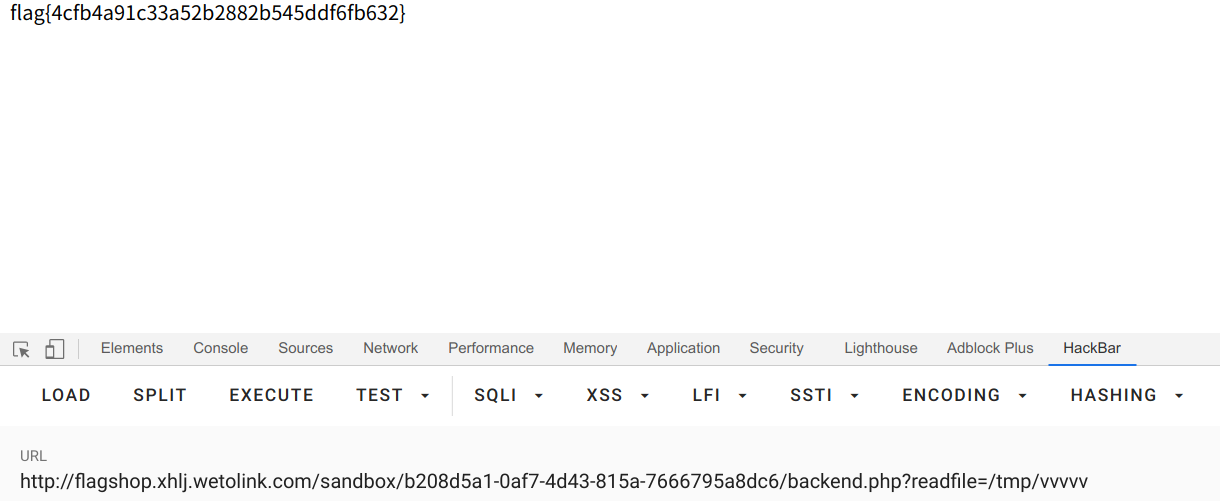 flag{4cfb4a91c33a52b2882b545ddf6fb632}
Elements Console Sources Network Performance Memory Application Security Lighthouse Adblock Plus HackBar
LOAD SPLIT EXECUTE TEST SQLI XSS LFI SSTI ENCODING HASHING
URL
http://flagshop.xhlj.wetolink.com/sandbox/b208d5a1-0af7-4d43-815a-7666795a8dc6/backend.php?readfile=/tmp/vvvvv